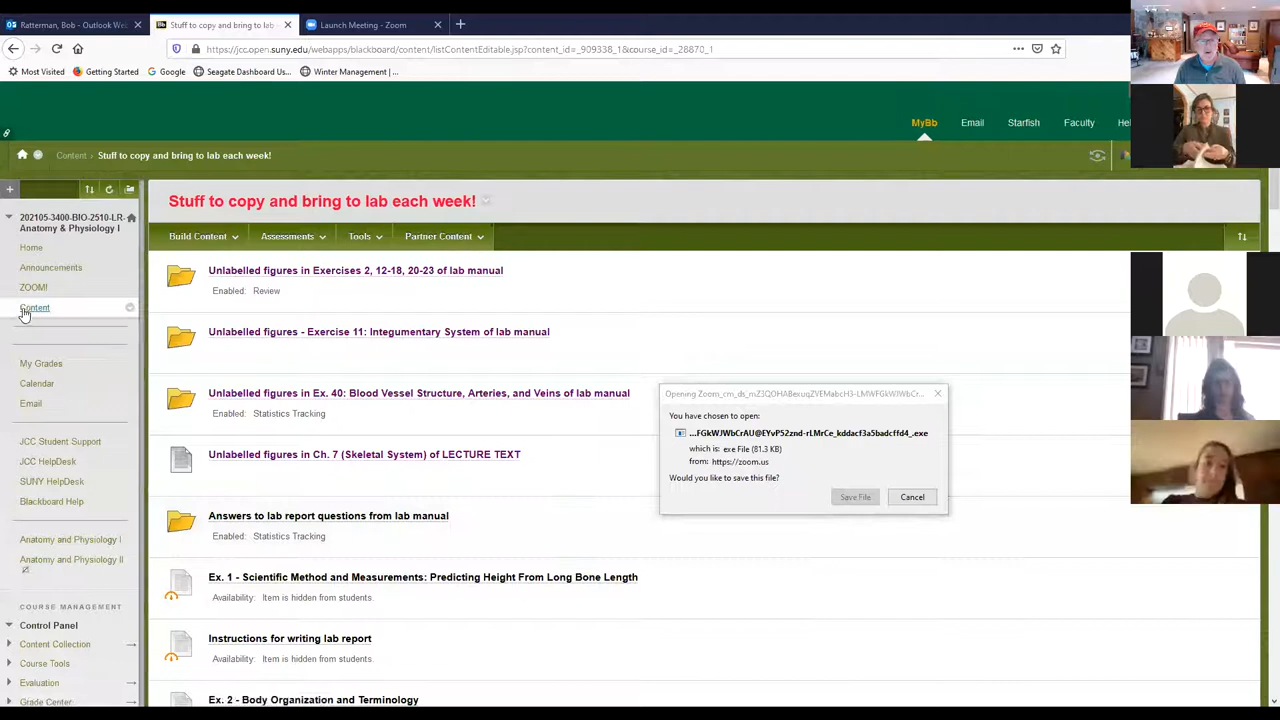 Ratterman, Bob - Outlook Web
Stuff to copy and bring to lab
Launch Meeting - Zoom
https://jcc.open.suny.edu/webapps/blackboard/content/listContentEditable.jsp?content_id=_909338_1&course_id=_28870_1
Most Visited
Getting Started
Google
Seagate Dashboard Us...
Winter Management | ...
MyBb
Email
Starfish
Faculty
Hel
Content
Stuff to copy and bring to lab each week!
202105-3400-BIO-2510-LR-
Anatomy & Physiology I
Home
Announcements
ZOOM!
Content
My Grades
Calendar
Email
JCC Student Support
JCC HelpDesk
SUNY HelpDesk
Blackboard Help
Anatomy and Physiology I
Anatomy and Physiology II
COURSE MANAGEMENT
Control Panel
Content Collection
Course Tools
Evaluation
Grade Center
Stuff to copy and bring to lab each week!
Build Content
Assessments
Tools
Partner Content
Unlabelled figures in Exercises 2, 12-18, 20-23 of lab manual
Enabled: Review
Unlabelled figures - Exercise 11: Integumentary System of lab manual
Unlabelled figures in Ex. 40: Blood Vessel Structure, Arteries, and Veins of lab manual
Enabled: Statistics Tracking
Unlabelled figures in Ch. 7 (Skeletal System) of LECTURE TEXT
Answers to lab report questions from lab manual
Enabled: Statistics Tracking
Ex. 1 - Scientific Method and Measurements: Predicting Height From Long Bone Length
Availability: Item is hidden from students.
Instructions for writing lab report
Availability: Item is hidden from students.
Ex. 2 - Body Organization and Terminology
You have chosen to open:
which is: exe File (81.3 KB)
from: https://zoom.us
Would you like to save this file?
Save File
Cancel